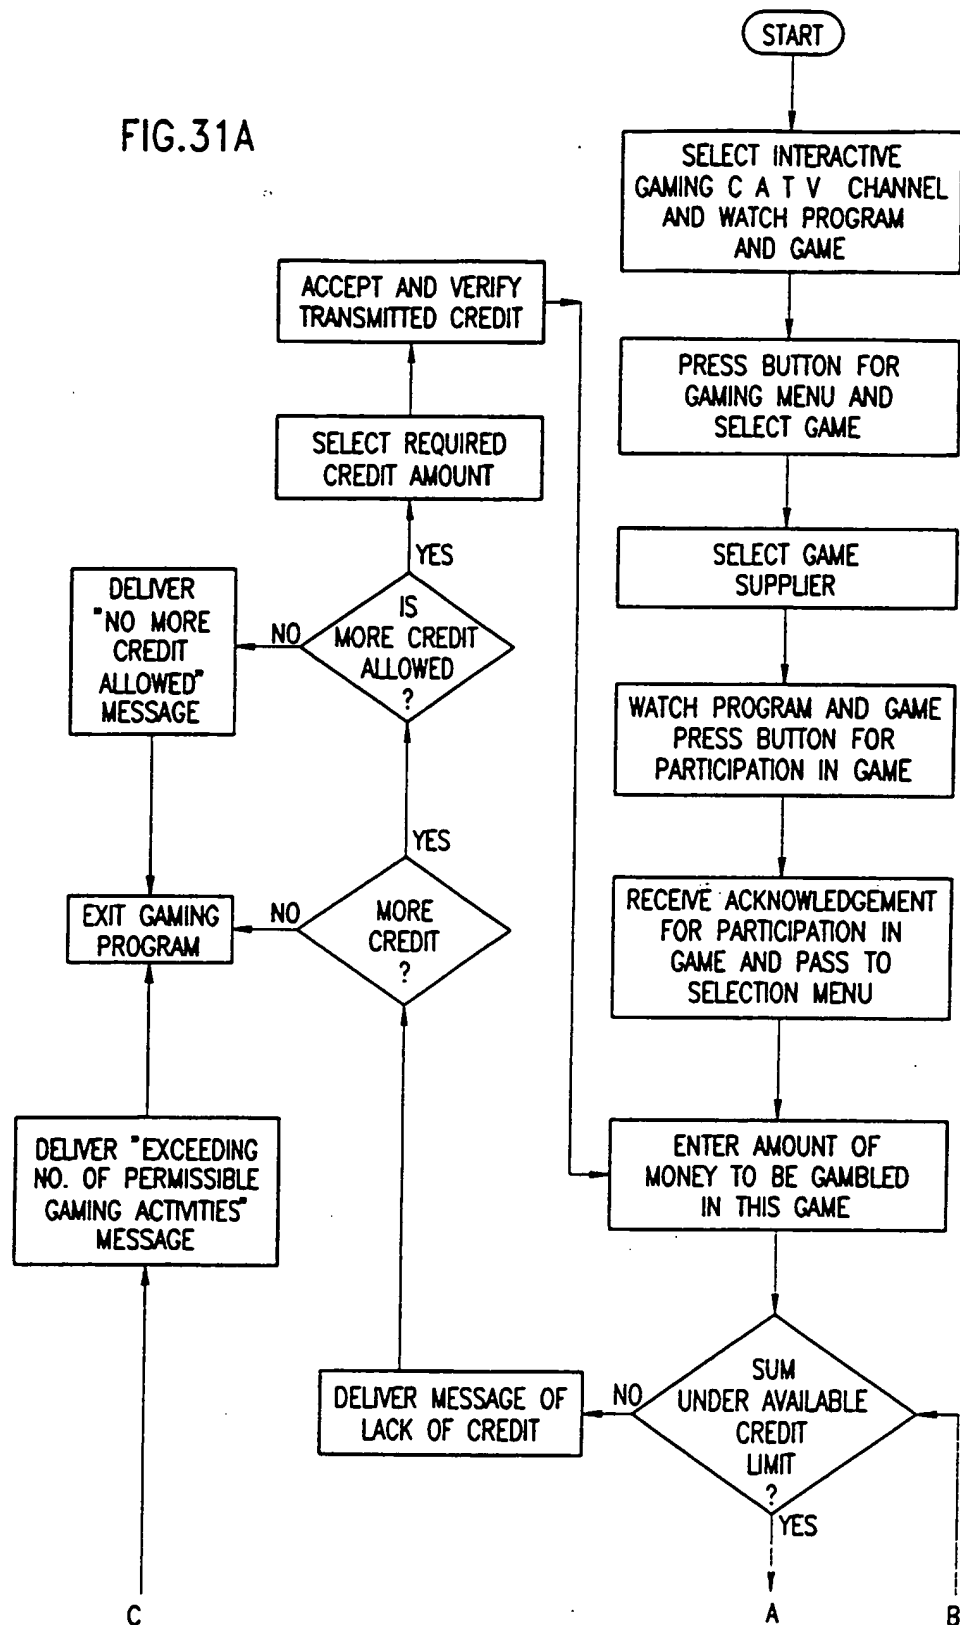 FIG.31A
START
SELECT INTERACTIVE
GAMING C A T V CHANNEL
AND WATCH PROGRAM
AND GAME
PRESS BUTTON FOR
GAMING MENU AND
SELECT GAME
SELECT GAME
SUPPLIER
WATCH PROGRAM AND GAME
PRESS BUTTON FOR
PARTICIPATION IN GAME
RECEIVE ACKNOWLEDGEMENT
FOR PARTICIPATION IN
GAME AND PASS TO
SELECTION MENU
ENTER AMOUNT OF
MONEY TO BE GAMBLED
IN THIS GAME
SUM
UNDER AVAILABLE
CREDIT
LIMIT
?
NO
YES
A
B
DELIVER MESSAGE OF
LACK OF CREDIT
MORE
CREDIT
?
NO
YES
IS
MORE CREDIT
ALLOWED
?
NO
YES
SELECT REQUIRED
CREDIT AMOUNT
ACCEPT AND VERIFY
TRANSMITTED CREDIT
DELIVER
"NO MORE
CREDIT
ALLOWED"
MESSAGE
EXIT GAMING
PROGRAM
DELIVER "EXCEEDING
NO. OF PERMISSIBLE
GAMING ACTIVITIES"
MESSAGE
C